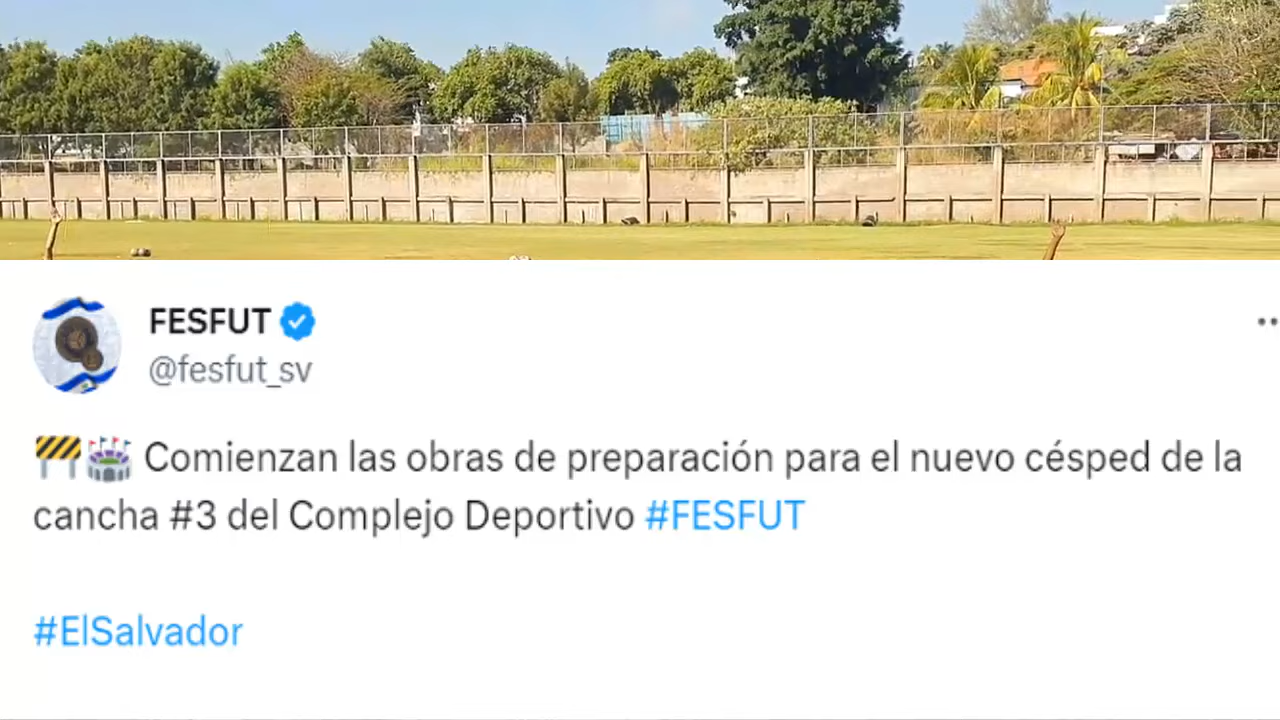 FESFUT
@fesfut_sv
Comienzan las obras de preparación para el nuevo césped de la
cancha #3 del Complejo Deportivo #FESFUT
#ElSalvador